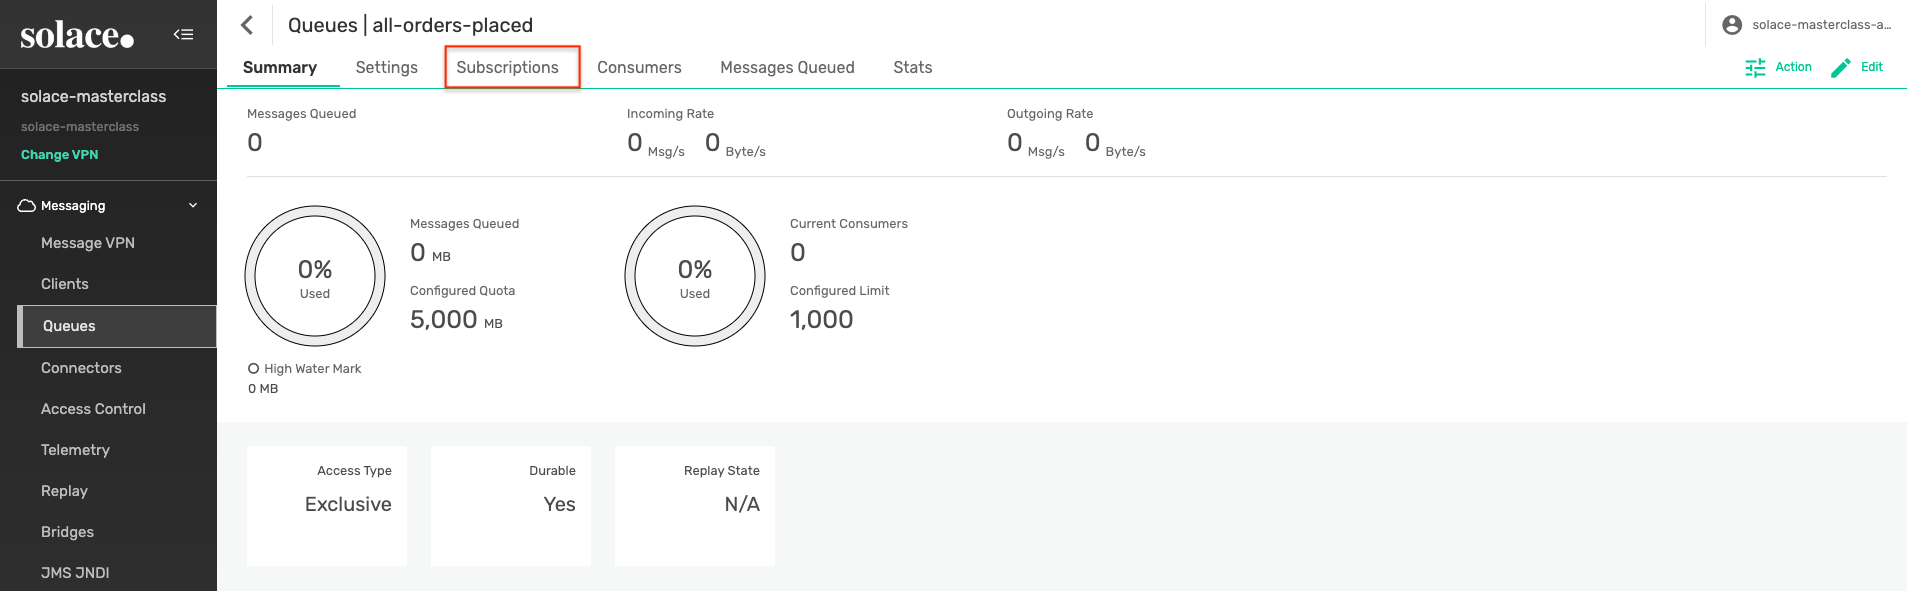 solace.
solace-masterclass
solace-masterclass
Change VPN
Messaging
Message VPN
Clients
Queues
Connectors
Access Control
Telemetry
Replay
Bridges
JMS JNDI
Queues | all-orders-placed
solace-masterclass-a...
Summary Settings Subscriptions Consumers Messages Queued Stats
Action Edit
Messages Queued
0
Incoming Rate
0 Msg/s 0 Byte/s
Outgoing Rate
0 Msg/s 0 Byte/s
0%
Used
Messages Queued
0 MB
Configured Quota
5,000 MB
High Water Mark
0 MB
0%
Used
Current Consumers
0
Configured Limit
1,000
Access Type
Exclusive
Durable
Yes
Replay State
N/A